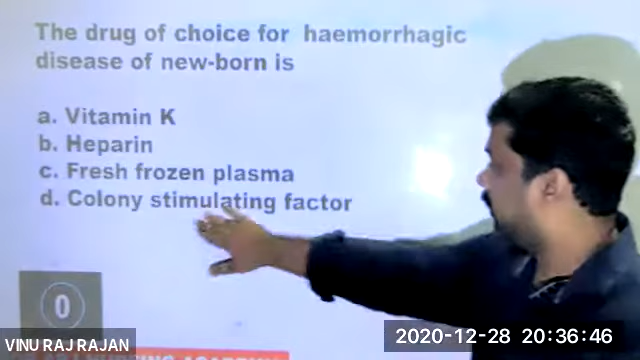 The drug of choice for haemorrhagic
disease of new-born is
a. Vitamin K
b. Heparin
c. Fresh frozen plasma
d. Colony stimulating factor
0
VINU RAJ RAJAN
2020-12-28 20:36:46